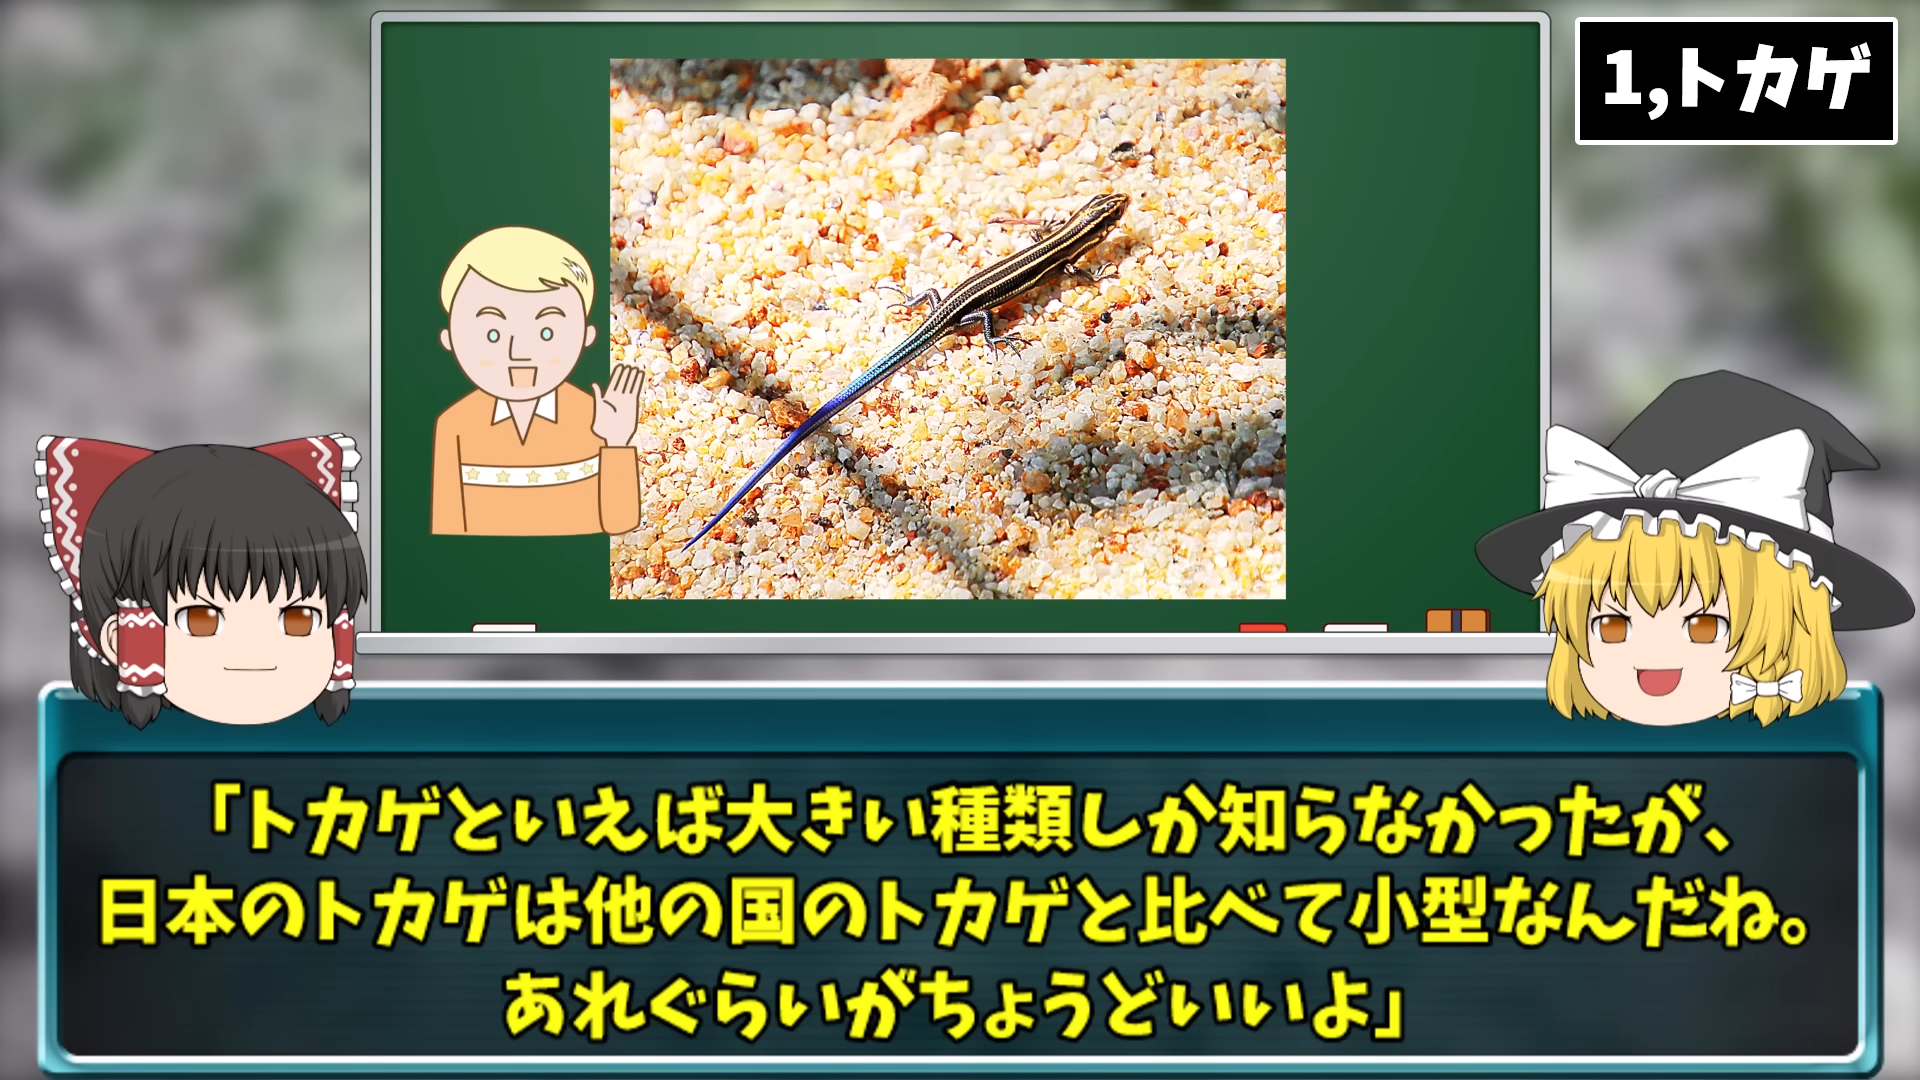 1,トカゲ
「トカゲといえば大きい種類しか知らなかったが、
日本のトカゲは他の国のトカゲと比べて小型なんだね。
あれぐらいがちょうどいいよ」